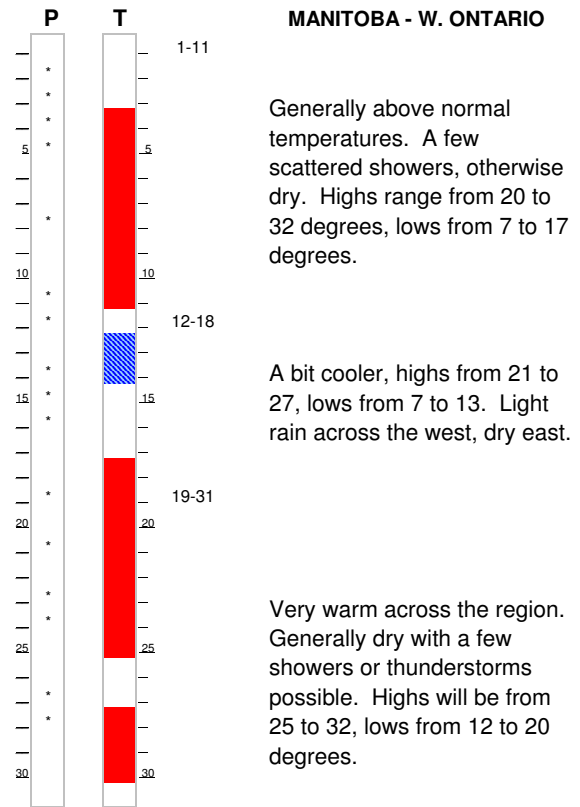 P T MANITOBA - W. ONTARIO
1-11
*
*
*
Generally above normal
temperatures. A few
scattered showers, otherwise
dry. Highs range from 20 to
32 degrees, lows from 7 to 17
degrees.
5 * 5
*
10 10
*
* 12-18
A bit cooler, highs from 21 to
27, lows from 7 to 13. Light
rain across the west, dry east.
*
15 * 15
*
* 19-31
20 20
*
*
*
Very warm across the region.
Generally dry with a few
showers or thunderstorms
possible. Highs will be from
25 to 32, lows from 12 to 20
degrees.
25 25
*
*
30 30